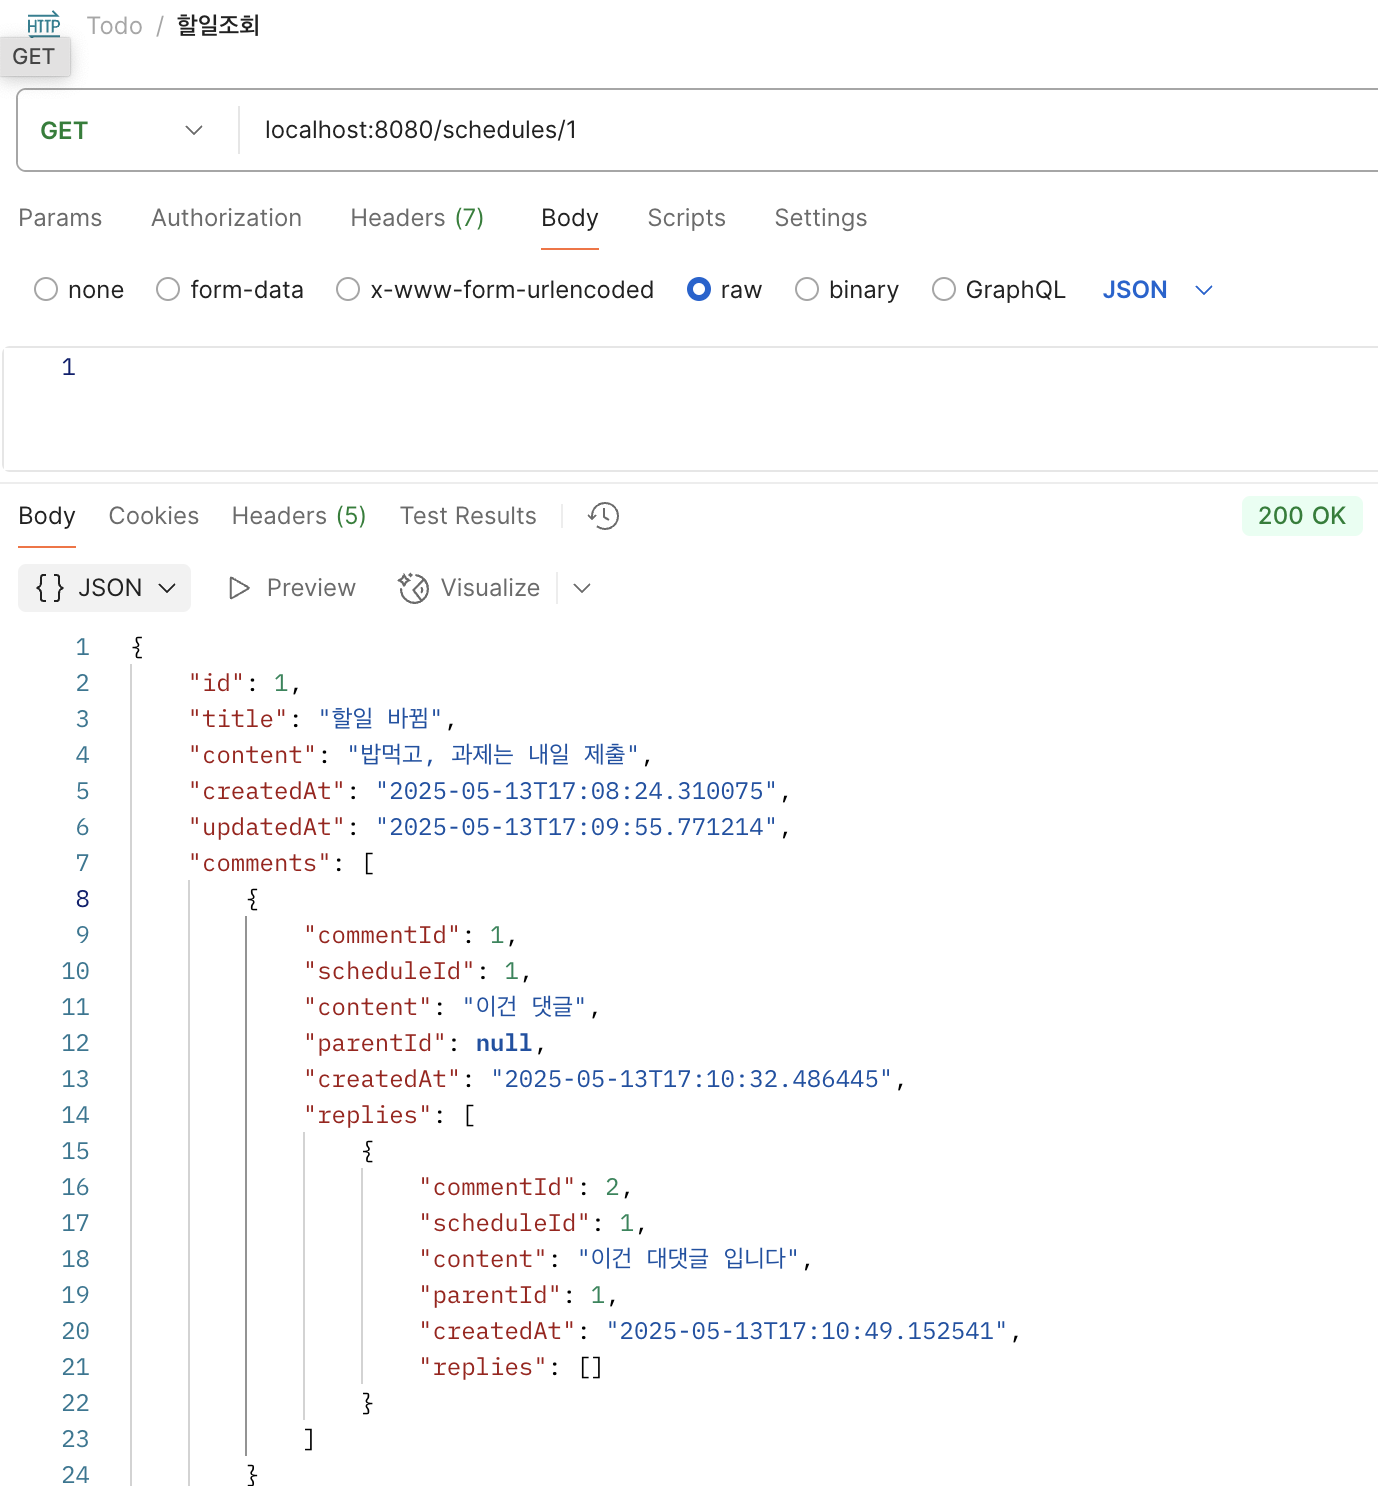 HTTP Todo / 할일조회
GET
GET localhost:8080/schedules/1
Params Authorization Headers (7) Body Scripts Settings
none form-data x-www-form-urlencoded raw binary GraphQL JSON
1
Body Cookies Headers (5) Test Results 200 OK
{} JSON Preview Visualize
1 {
2 "id": 1,
3 "title": "할일 바뀜",
4 "content": "밥먹고, 과제는 내일 제출",
5 "createdAt": "2025-05-13T17:08:24.310075",
6 "updatedAt": "2025-05-13T17:09:55.771214",
7 "comments": [
8 {
9 "commentId": 1,
10 "scheduleId": 1,
11 "content": "이건 댓글",
12 "parentId": null,
13 "createdAt": "2025-05-13T17:10:32.486445",
14 "replies": [
15 {
16 "commentId": 2,
17 "scheduleId": 1,
18 "content": "이건 대댓글 입니다",
19 "parentId": 1,
20 "createdAt": "2025-05-13T17:10:49.152541",
21 "replies": []
22 }
23 ]
24 }